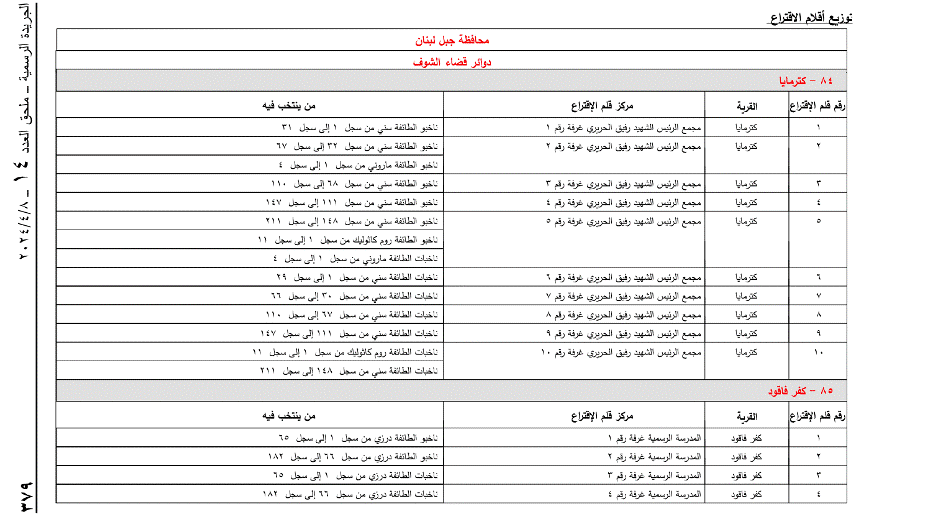 توزيع أقلام الاقتراع
محافظة جبل لبنان
دوائر قضاء الشوف
٨٤ - كترمايا
رقم قلم الإقتراع القرية مركز قلم الإقتراع من ينتخب فيه
١ كترمايا مجمع الرئيس الشهيد رفيق الحريري غرفة رقم ١ ناخبو الطائفة سني من سجل ١ إلى سجل ٣١
٢ كترمايا مجمع الرئيس الشهيد رفيق الحريري غرفة رقم ٢ ناخبو الطائفة سني من سجل ٣٢ إلى سجل ٦٧
ناخبو الطائفة ماروني من سجل ١ إلى سجل ٤
٣ كترمايا مجمع الرئيس الشهيد رفيق الحريري غرفة رقم ٣ ناخبو الطائفة سني من سجل ٦٨ إلى سجل ١١٠
٤ كترمايا مجمع الرئيس الشهيد رفيق الحريري غرفة رقم ٤ ناخبو الطائفة سني من سجل ١١١ إلى سجل ١٤٧
٥ كترمايا مجمع الرئيس الشهيد رفيق الحريري غرفة رقم ٥ ناخبو الطائفة سني من سجل ١٤٨ إلى سجل ٢١١
ناخبو الطائفة روم كاثوليك من سجل ١ إلى سجل ١١
ناخبات الطائفة ماروني من سجل ١ إلى سجل ٤
٦ كترمايا مجمع الرئيس الشهيد رفيق الحريري غرفة رقم ٦ ناخبات الطائفة سني من سجل ١ إلى سجل ٢٩
٧ كترمايا مجمع الرئيس الشهيد رفيق الحريري غرفة رقم ٧ ناخبات الطائفة سني من سجل ٣٠ إلى سجل ٦٦
٨ كترمايا مجمع الرئيس الشهيد رفيق الحريري غرفة رقم ٨ ناخبات الطائفة سني من سجل ٦٧ إلى سجل ١١٠
٩ كترمايا مجمع الرئيس الشهيد رفيق الحريري غرفة رقم ٩ ناخبات الطائفة سني من سجل ١١١ إلى سجل ١٤٧
١٠ كترمايا مجمع الرئيس الشهيد رفيق الحريري غرفة رقم ١٠ ناخبات الطائفة روم كاثوليك من سجل ١ إلى سجل ١١
ناخبات الطائفة سني من سجل ١٤٨ إلى سجل ٢١١
٨٥ - كفر فاقود
رقم قلم الإقتراع القرية مركز قلم الإقتراع من ينتخب فيه
١ كفر فاقود المدرسة الرسمية غرفة رقم ١ ناخبو الطائفة درزي من سجل ١ إلى سجل ٦٥
٢ كفر فاقود المدرسة الرسمية غرفة رقم ٢ ناخبو الطائفة درزي من سجل ٦٦ إلى سجل ١٨٢
٣ كفر فاقود المدرسة الرسمية غرفة رقم ٣ ناخبات الطائفة درزي من سجل ١ إلى سجل ٦٥
٤ كفر فاقود المدرسة الرسمية غرفة رقم ٤ ناخبات الطائفة درزي من سجل ٦٦ إلى سجل ١٨٢
الجريدة الرسمية - ملحق العدد ١٤ - ٢٠٢٤/٤/٨
٣٧٩